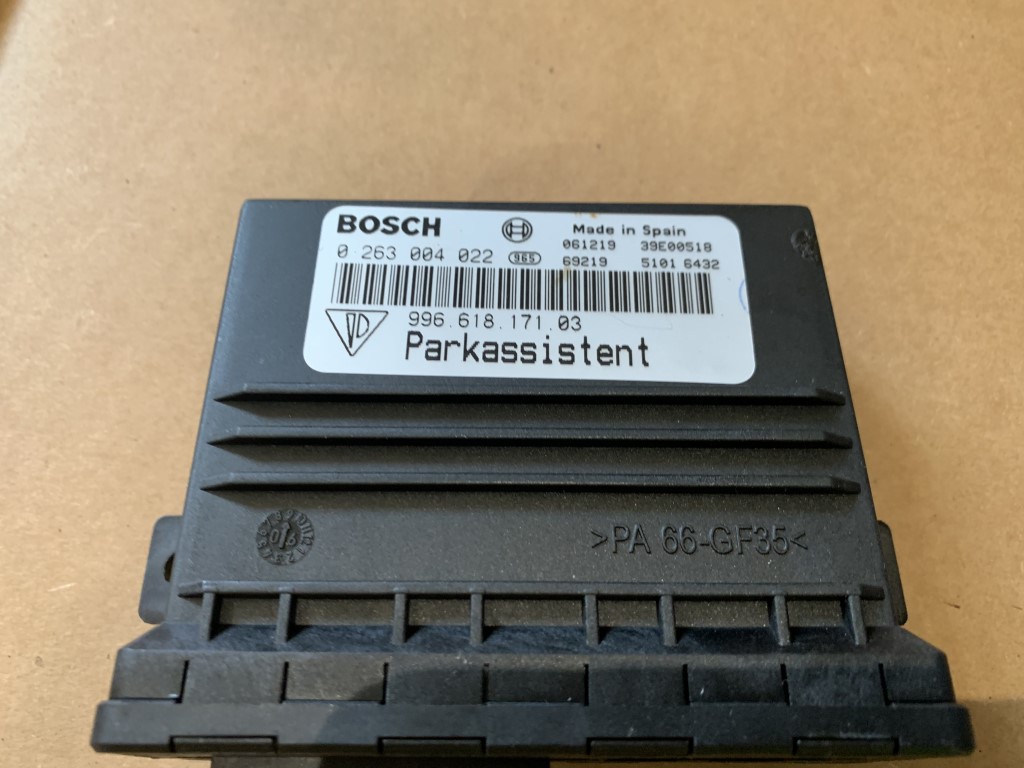 BOSCH
Made in Spain
0 263 004 022 965
061219 39E00518
69219 5101 6432
996.618.171.03
Parkassistent
>PA 66-GF35<